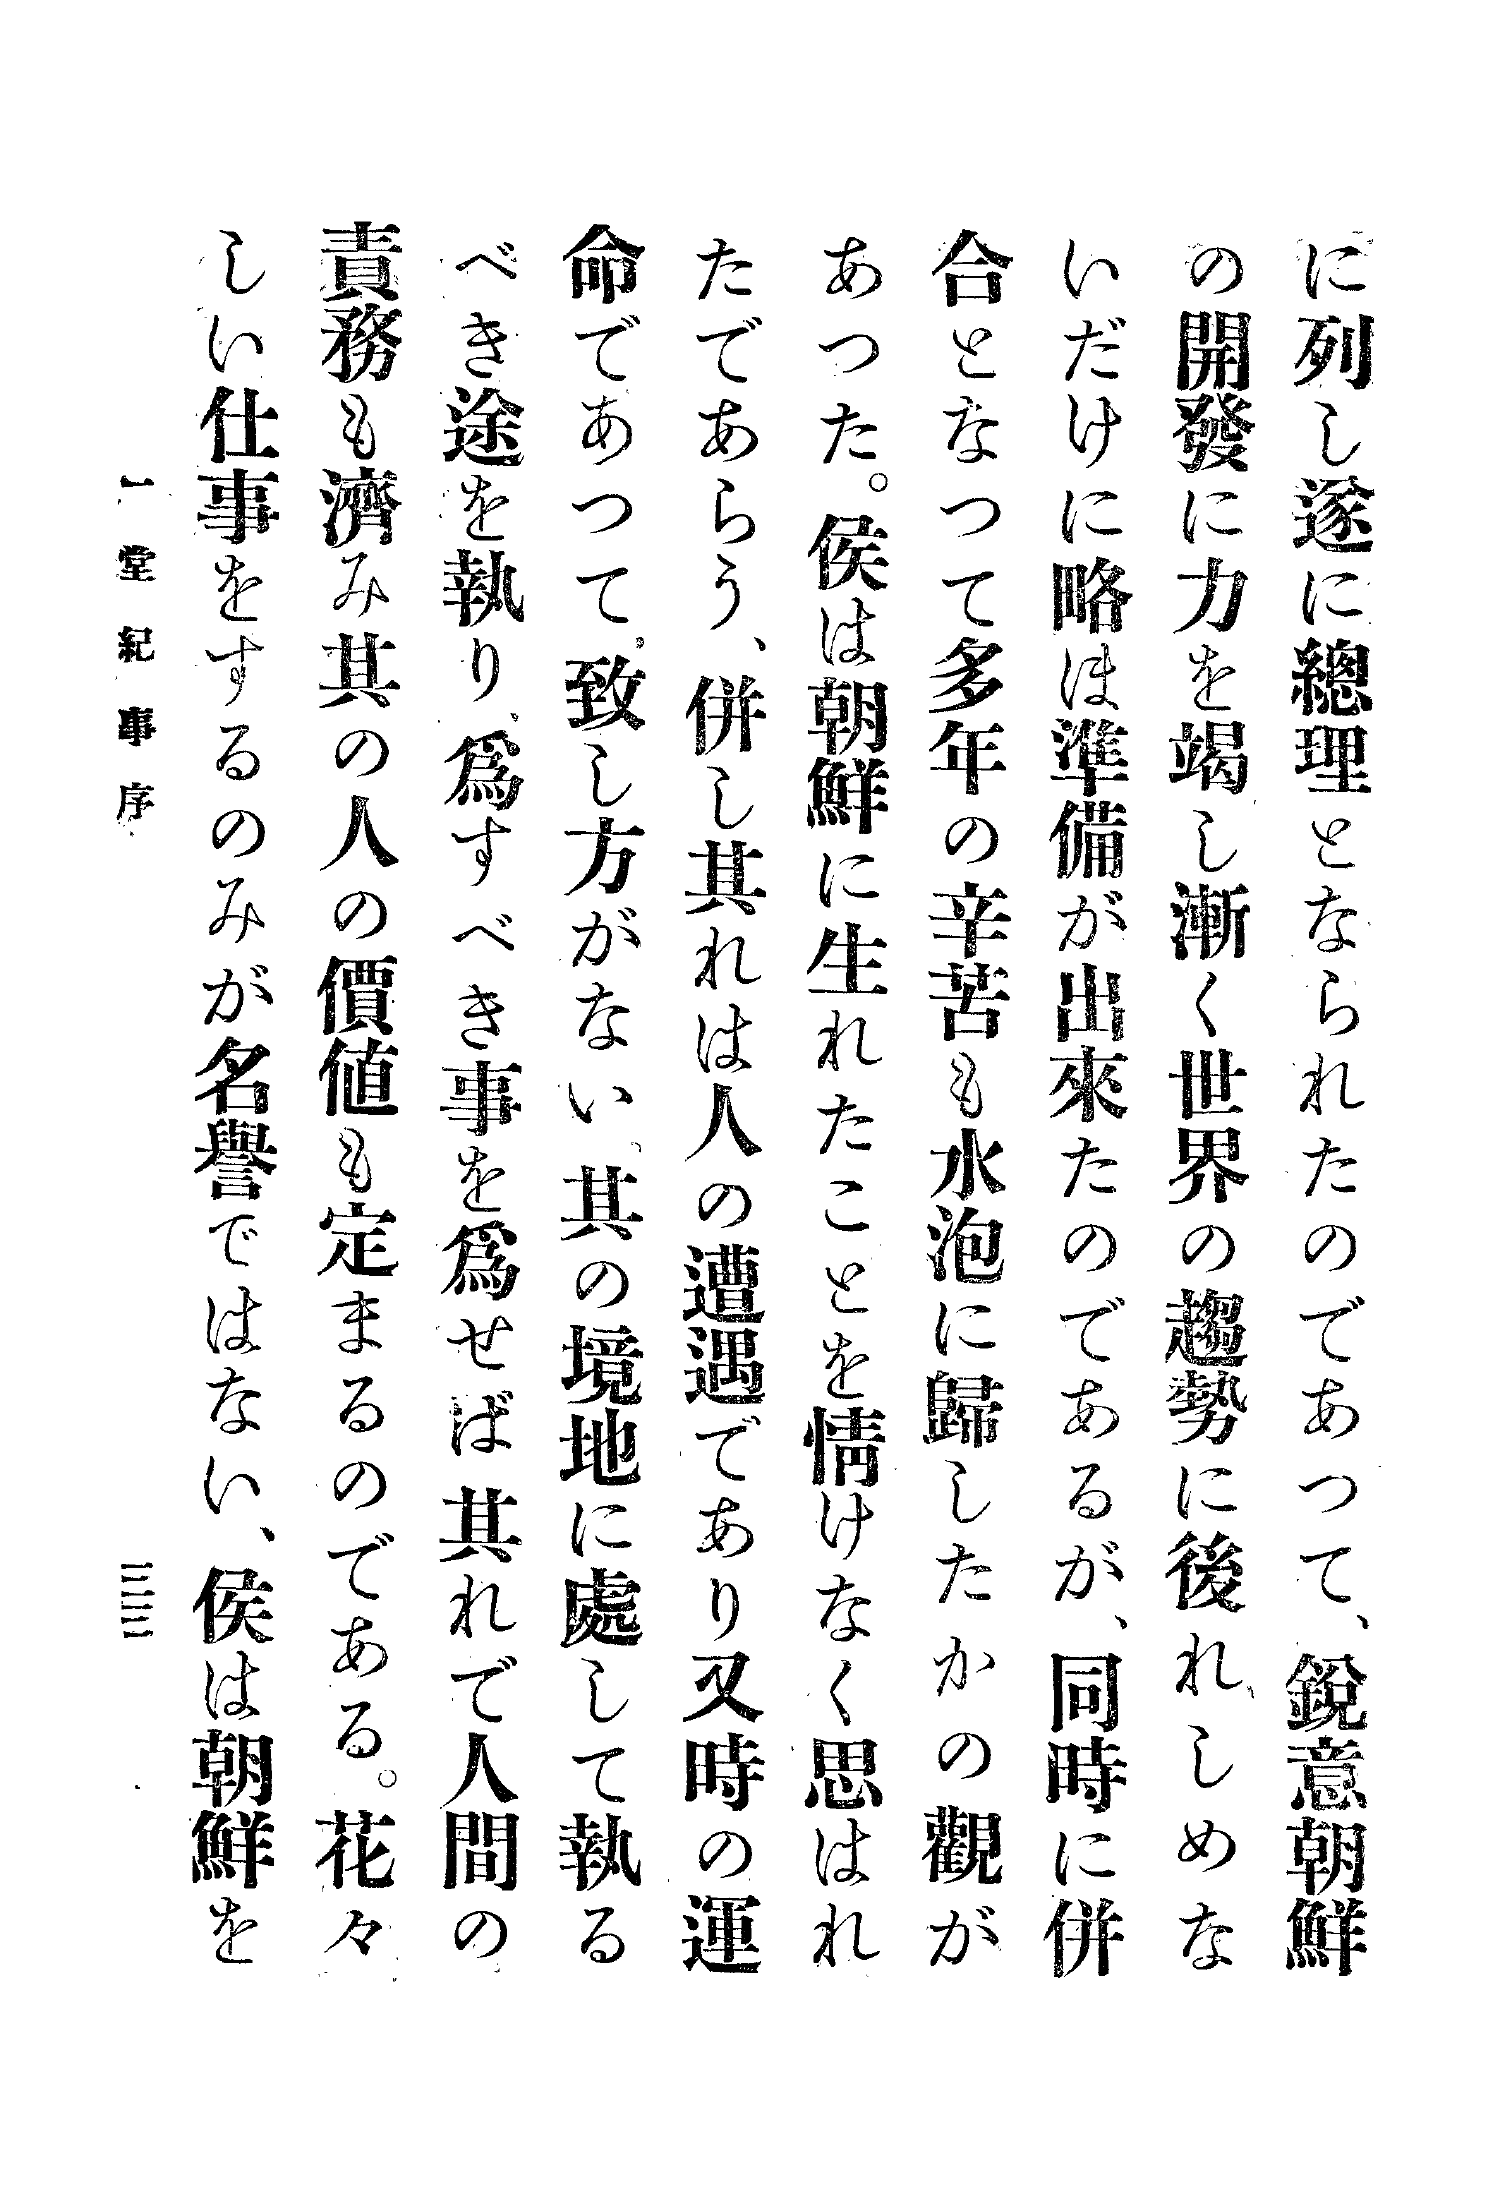 に列し遂に總理となられたのであつて、銳意朝鮮
の開發に力を竭し漸く世界の趨勢に後れしめな
いだけに略ほ準備が出來たのであるが、同時に併
合となつて多年の辛苦も水泡に歸したかの觀が
あつた。侯は朝鮮に生れたことを情けなく思はれ
たであらう、併し其れは人の遭遇であり又時の運
命であつて、致し方がない、其の境地に處して執る
べき途を執り、爲すべき事を爲せば其れで人間の
責務も濟み其の人の價値も定まるのである。花々
しい仕事をするのみが名譽ではない、侯は朝鮮を
一堂紀事序